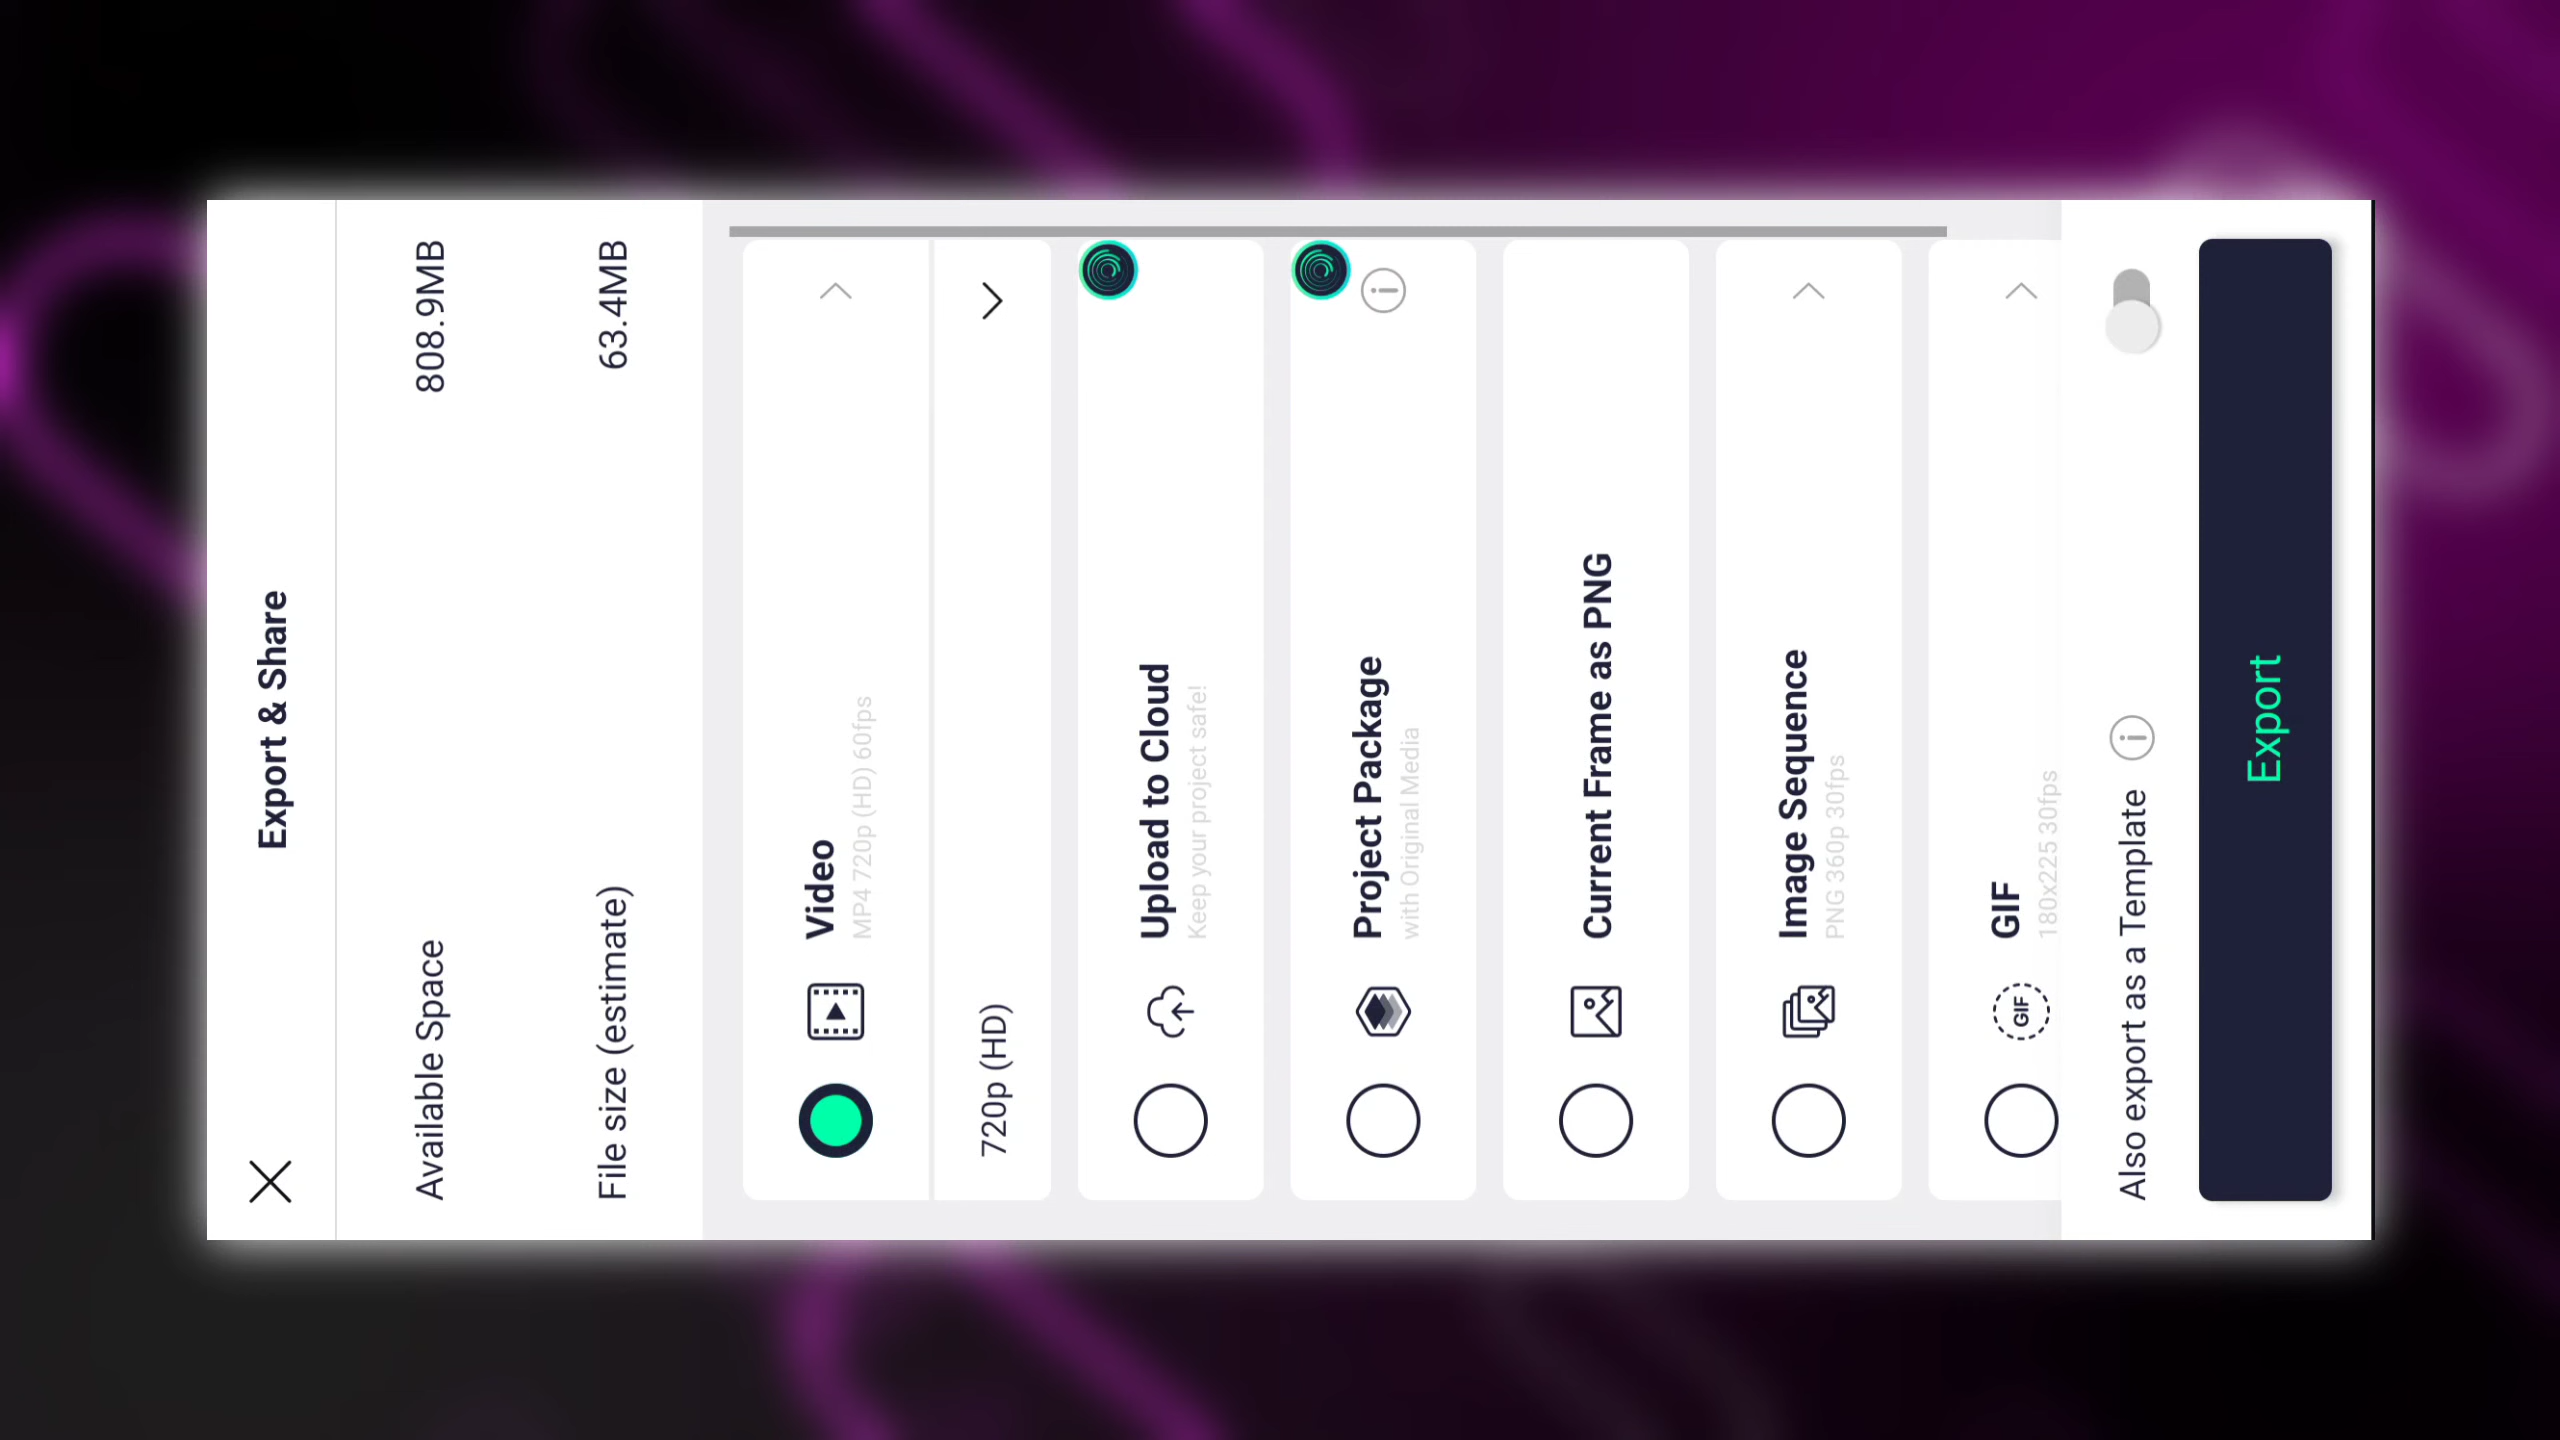 Export & Share
Available Space 808.9MB
File size (estimate) 63.4MB
Video
MP4 720p (HD) 60fps
720p (HD)
Upload to Cloud
Keep your project safe!
Project Package
with Original Media
Current Frame as PNG
Image Sequence
PNG 360p 30fps
GIF
GIF
180x225 30fps
Also export as a Template
Export